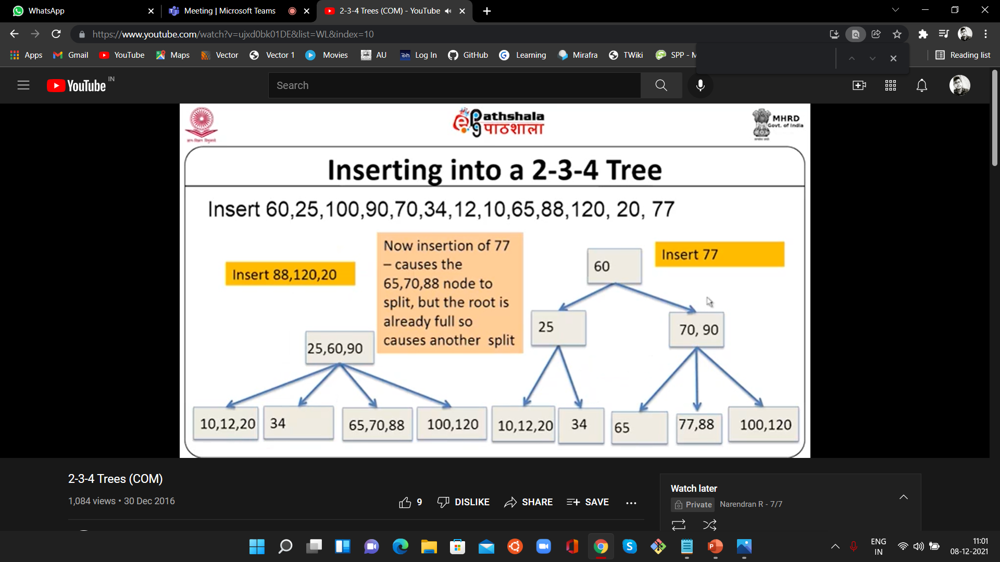 WhatsApp
Meeting | Microsoft Teams
2-3-4 Trees (COM) - YouTube
https://www.youtube.com/watch?v=ujxd0bk01DE&list=WL&index=10
Apps Gmail YouTube Maps Vector Vector 1 Movies AU Log In GitHub Learning Mirafra TWiki SPP - M Reading list
YouTube IN
Search
ePathshala
पाठशाला
MHRD
Govt. of India
Inserting into a 2-3-4 Tree
Insert 60,25,100,90,70,34,12,10,65,88,120, 20, 77
Insert 88,120,20
Now insertion of 77
– causes the
65,70,88 node to
split, but the root is
already full so
causes another split
Insert 77
60
25
70, 90
25,60,90
10,12,20
34
65,70,88
100,120
10,12,20
34
65
77,88
100,120
2-3-4 Trees (COM)
1,084 views • 30 Dec 2016
9 DISLIKE SHARE SAVE
Watch later
Private Narendran R - 7/7
ENG
IN
11:01
08-12-2021